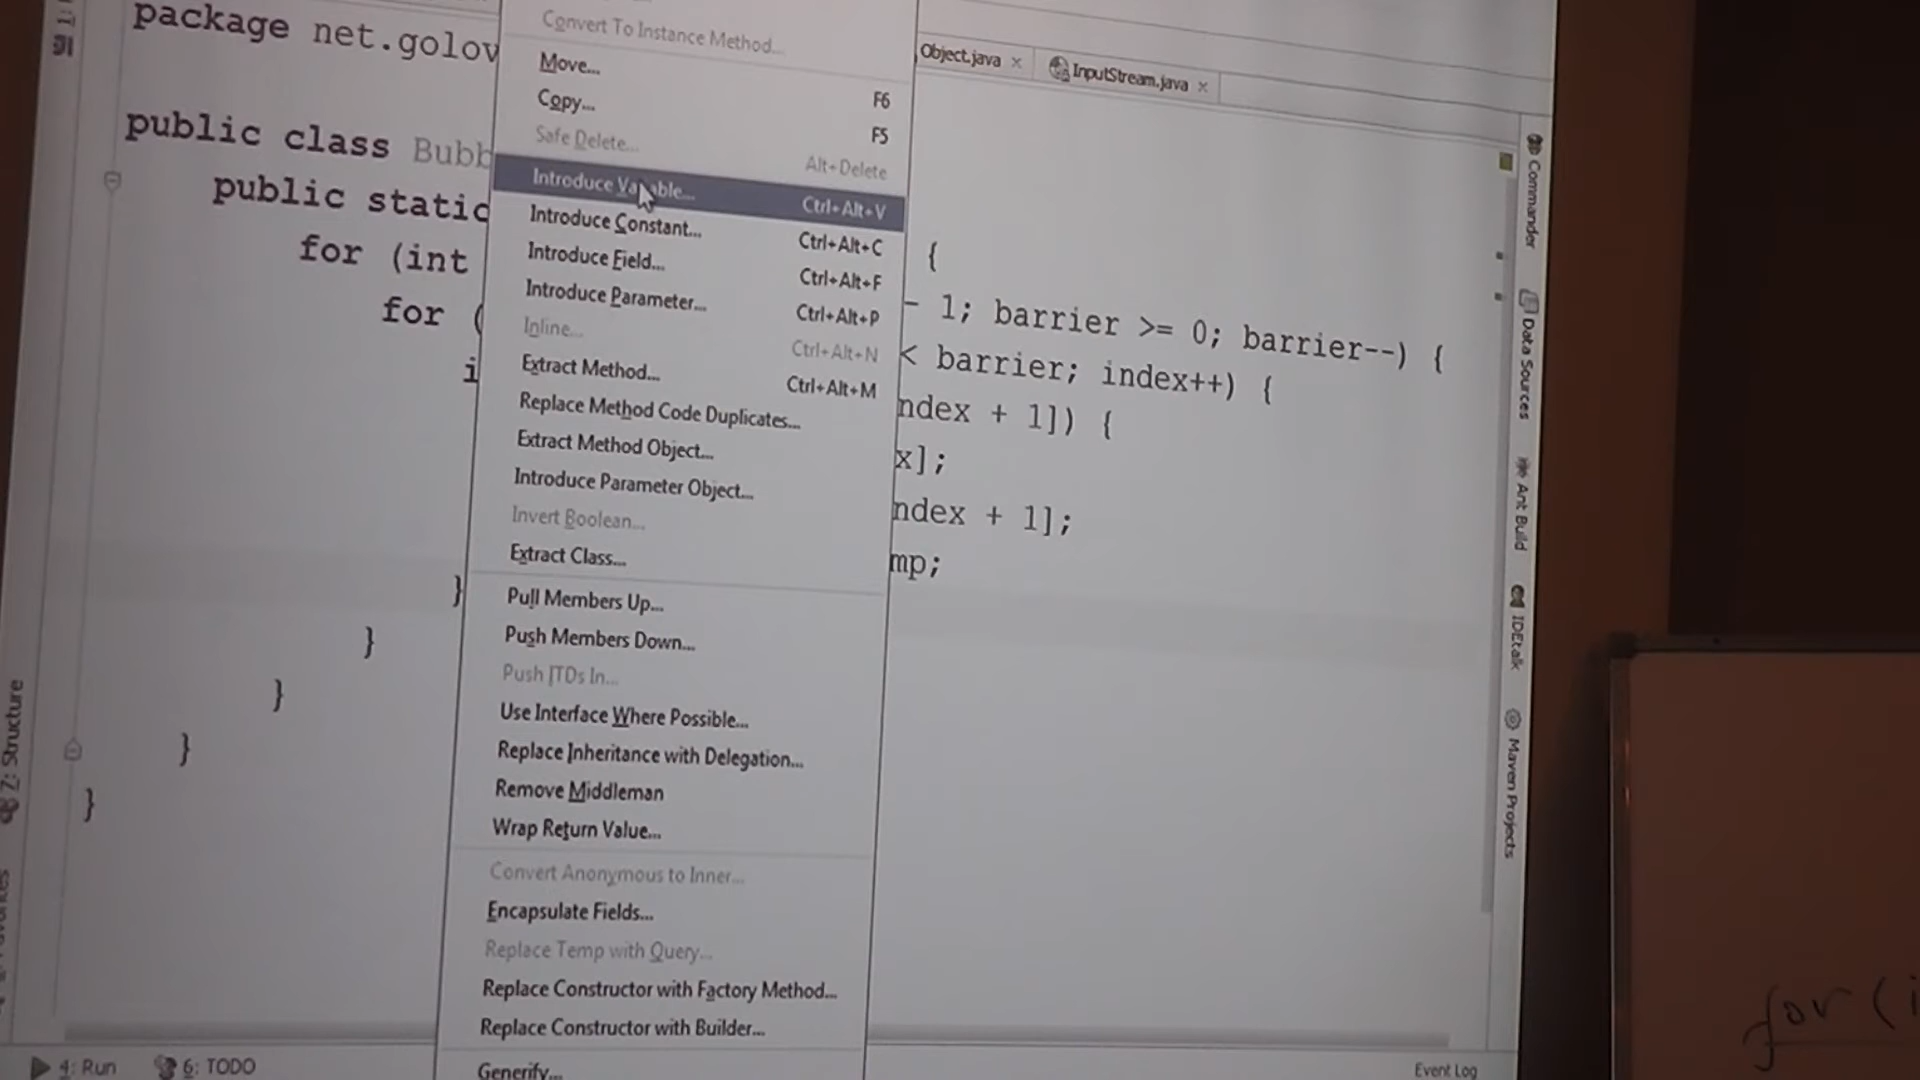 package net.golov
public class Bubb
public static {
for (int - 1; barrier >= 0; barrier--) {
for ( < barrier; index++) {
i ndex + 1]) {
x];
ndex + 1];
mp;
}
}
}
}
}
Convert To Instance Method...
Move... F6
Copy... F5
Safe Delete... Alt+Delete
Introduce Variable... Ctrl+Alt+V
Introduce Constant... Ctrl+Alt+C
Introduce Field... Ctrl+Alt+F
Introduce Parameter... Ctrl+Alt+P
Inline... Ctrl+Alt+N
Extract Method... Ctrl+Alt+M
Replace Method Code Duplicates...
Extract Method Object...
Introduce Parameter Object...
Invert Boolean...
Extract Class...
Pull Members Up...
Push Members Down...
Push ITDs In...
Use Interface Where Possible...
Replace Inheritance with Delegation...
Remove Middleman
Wrap Return Value...
Convert Anonymous to Inner...
Encapsulate Fields...
Replace Temp with Query...
Replace Constructor with Factory Method...
Replace Constructor with Builder...
Generify...
Object.java
InputStream.java
Commander
Data Sources
Ant Build
IDEtalk
Maven Projects
Z: Structure
4: Run
6: TODO
Event Log
for (i